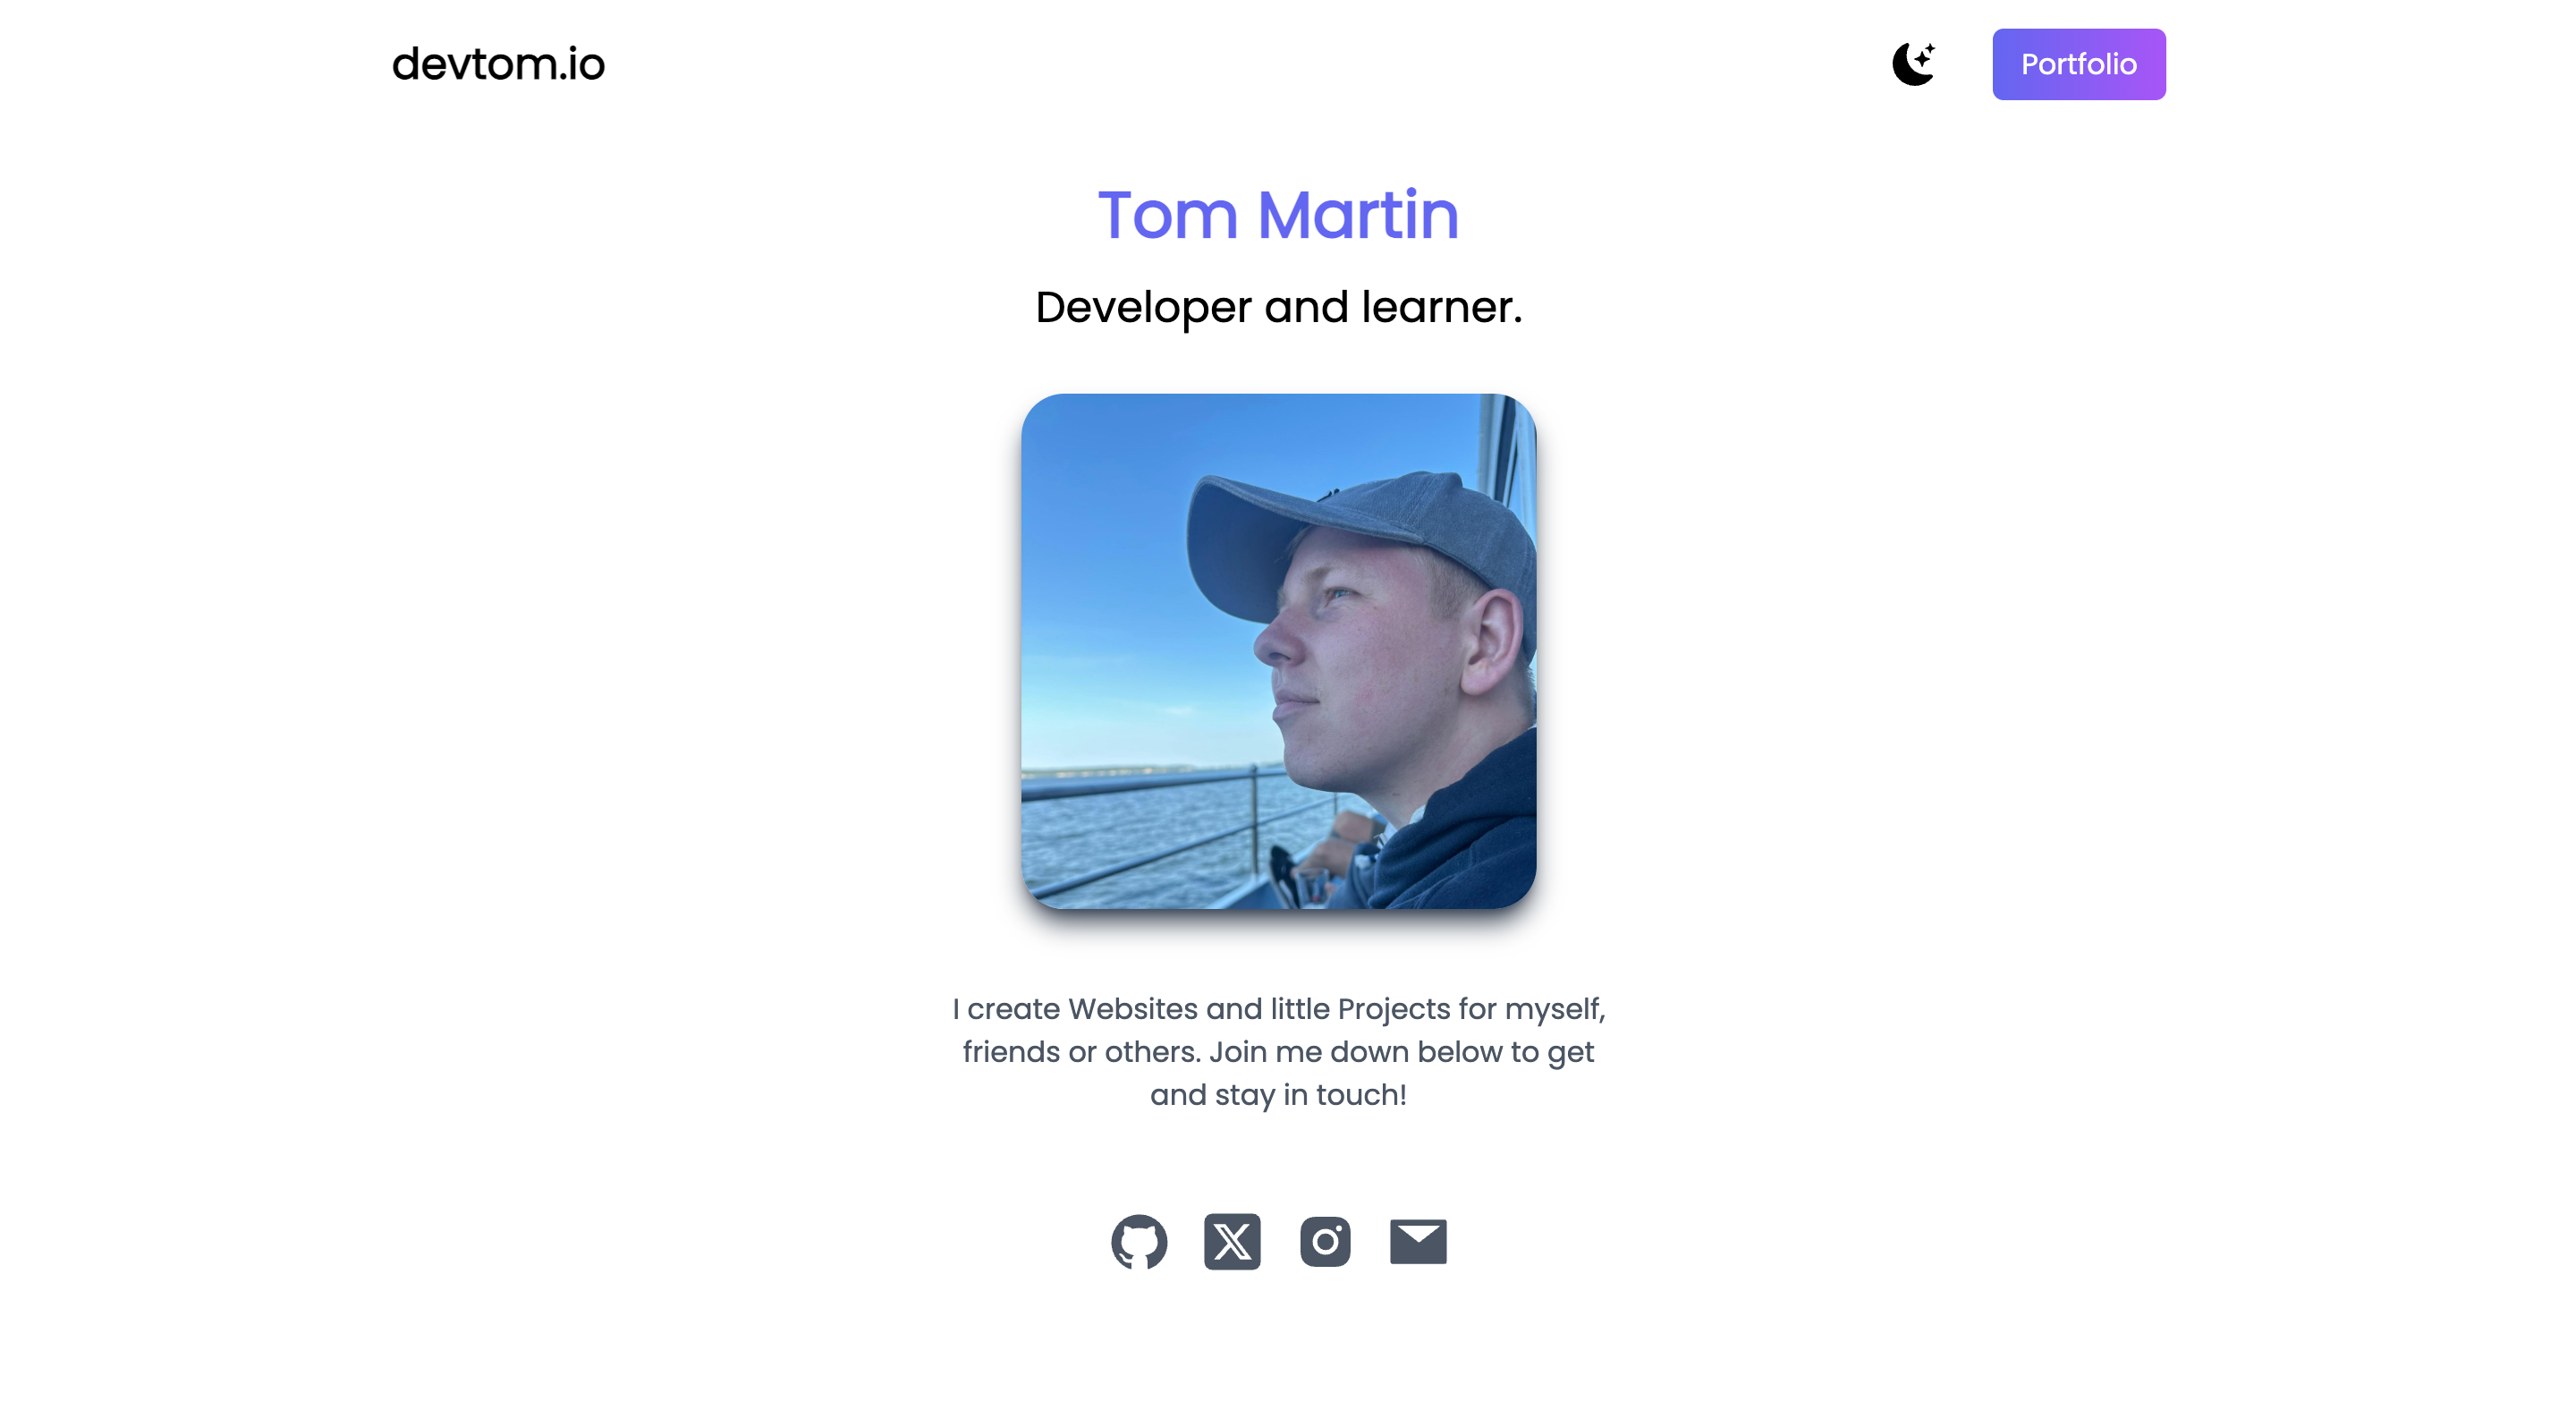 devtom.io
Portfolio
Tom Martin
Developer and learner.
I create Websites and little Projects for myself,
friends or others. Join me down below to get
and stay in touch!